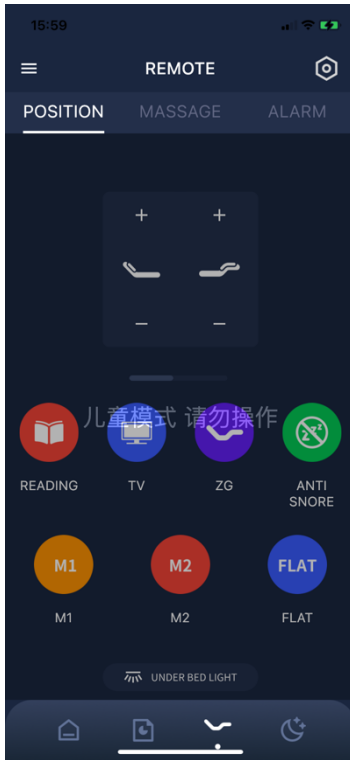 15:59
REMOTE
POSITION MASSAGE ALARM
+ +
− −
儿童模式 请勿操作
zzz
READING TV ZG ANTI
SNORE
M1 M2 FLAT
M1 M2 FLAT
UNDER BED LIGHT